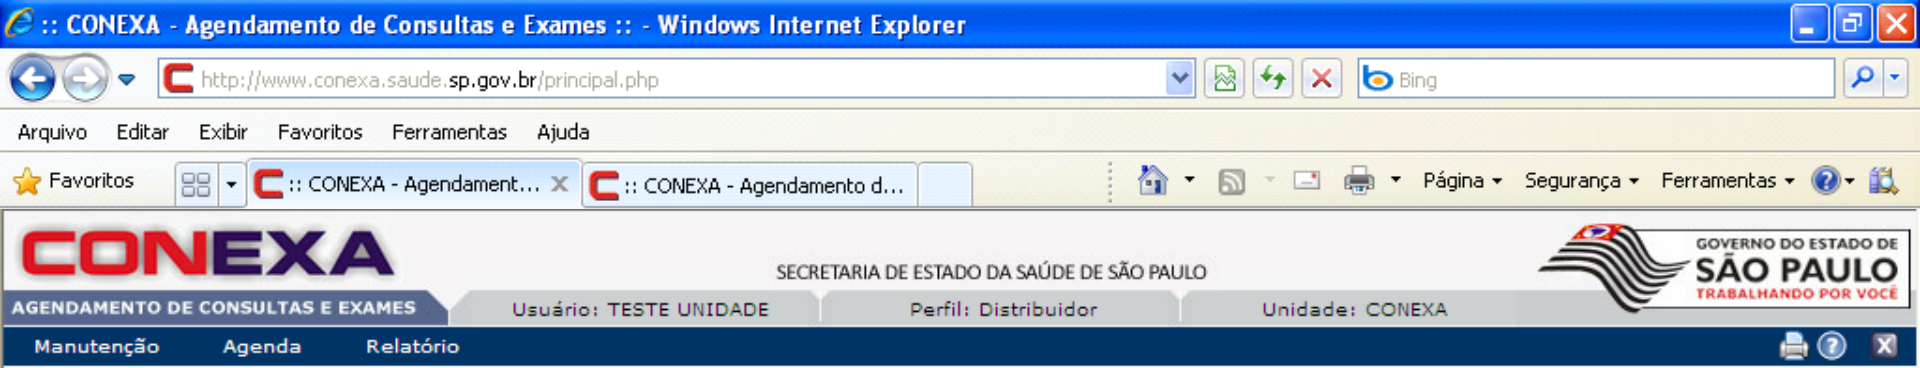 :: CONEXA - Agendamento de Consultas e Exames :: - Windows Internet Explorer
http://www.conexa.saude.sp.gov.br/principal.php
Bing
Arquivo Editar Exibir Favoritos Ferramentas Ajuda
Favoritos :: CONEXA - Agendament... :: CONEXA - Agendamento d... Página Segurança Ferramentas
CONEXA
SECRETARIA DE ESTADO DA SAÚDE DE SÃO PAULO
GOVERNO DO ESTADO DE
SÃO PAULO
TRABALHANDO POR VOCÊ
AGENDAMENTO DE CONSULTAS E EXAMES Usuário: TESTE UNIDADE Perfil: Distribuidor Unidade: CONEXA
Manutenção Agenda Relatório